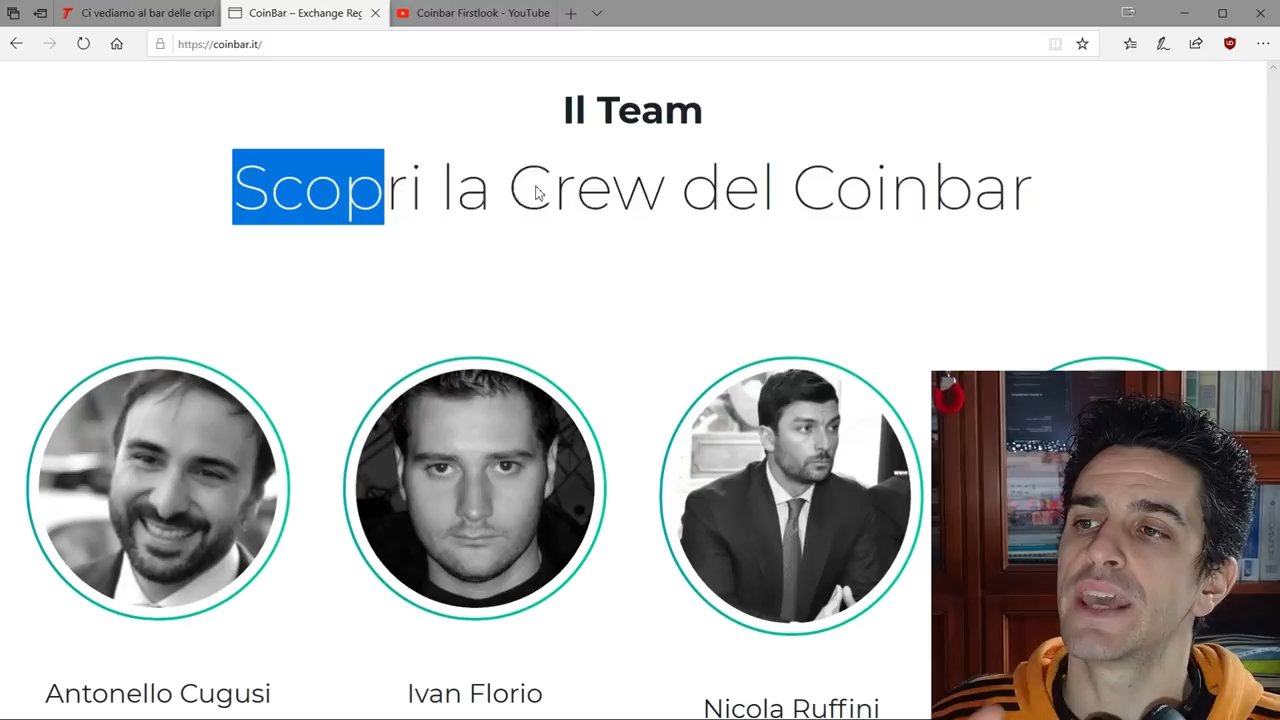 Ci vediamo al bar delle cript
CoinBar – Exchange Reg
Coinbar Firstlook - YouTube
https://coinbar.it/
Il Team
Scopri la Crew del Coinbar
Antonello Cugusi
Ivan Florio
Nicola Ruffini